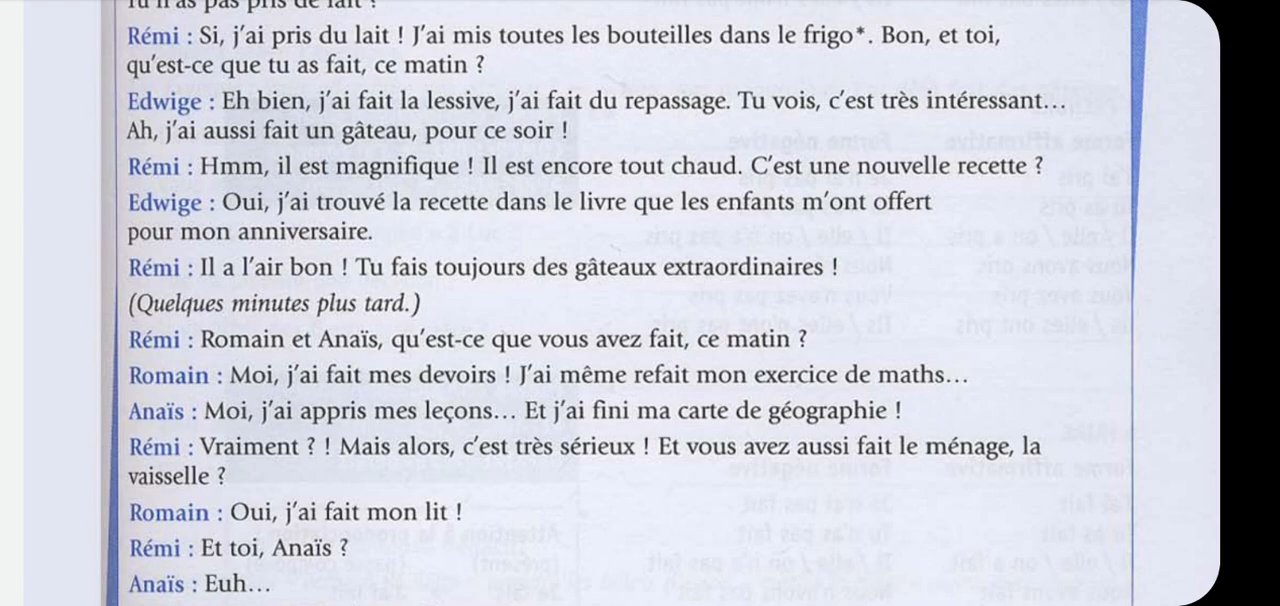 Tu n'as pas pris de lait ?
Rémi : Si, j'ai pris du lait ! J'ai mis toutes les bouteilles dans le frigo*. Bon, et toi,
qu'est-ce que tu as fait, ce matin ?
Edwige : Eh bien, j'ai fait la lessive, j'ai fait du repassage. Tu vois, c'est très intéressant…
Ah, j'ai aussi fait un gâteau, pour ce soir !
Rémi : Hmm, il est magnifique ! Il est encore tout chaud. C'est une nouvelle recette ?
Edwige : Oui, j'ai trouvé la recette dans le livre que les enfants m'ont offert
pour mon anniversaire.
Rémi : Il a l'air bon ! Tu fais toujours des gâteaux extraordinaires !
(Quelques minutes plus tard.)
Rémi : Romain et Anaïs, qu'est-ce que vous avez fait, ce matin ?
Romain : Moi, j'ai fait mes devoirs ! J'ai même refait mon exercice de maths…
Anaïs : Moi, j'ai appris mes leçons… Et j'ai fini ma carte de géographie !
Rémi : Vraiment ? ! Mais alors, c'est très sérieux ! Et vous avez aussi fait le ménage, la
vaisselle ?
Romain : Oui, j'ai fait mon lit !
Rémi : Et toi, Anaïs ?
Anaïs : Euh…